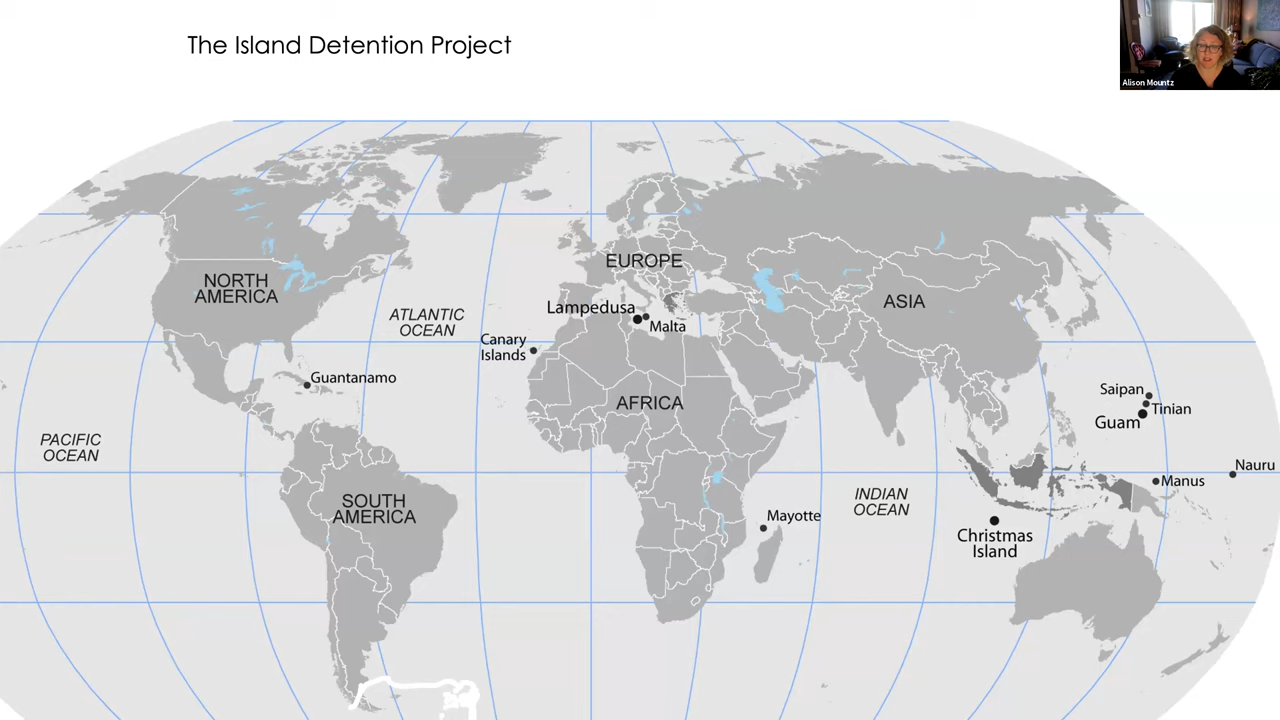 The Island Detention Project
Alison Mountz
NORTH
AMERICA
EUROPE
ASIA
ATLANTIC
OCEAN
Lampedusa
Malta
Canary
Islands
Guantanamo
AFRICA
Saipan
Tinian
Guam
PACIFIC
OCEAN
Nauru
Manus
SOUTH
AMERICA
INDIAN
OCEAN
Mayotte
Christmas
Island